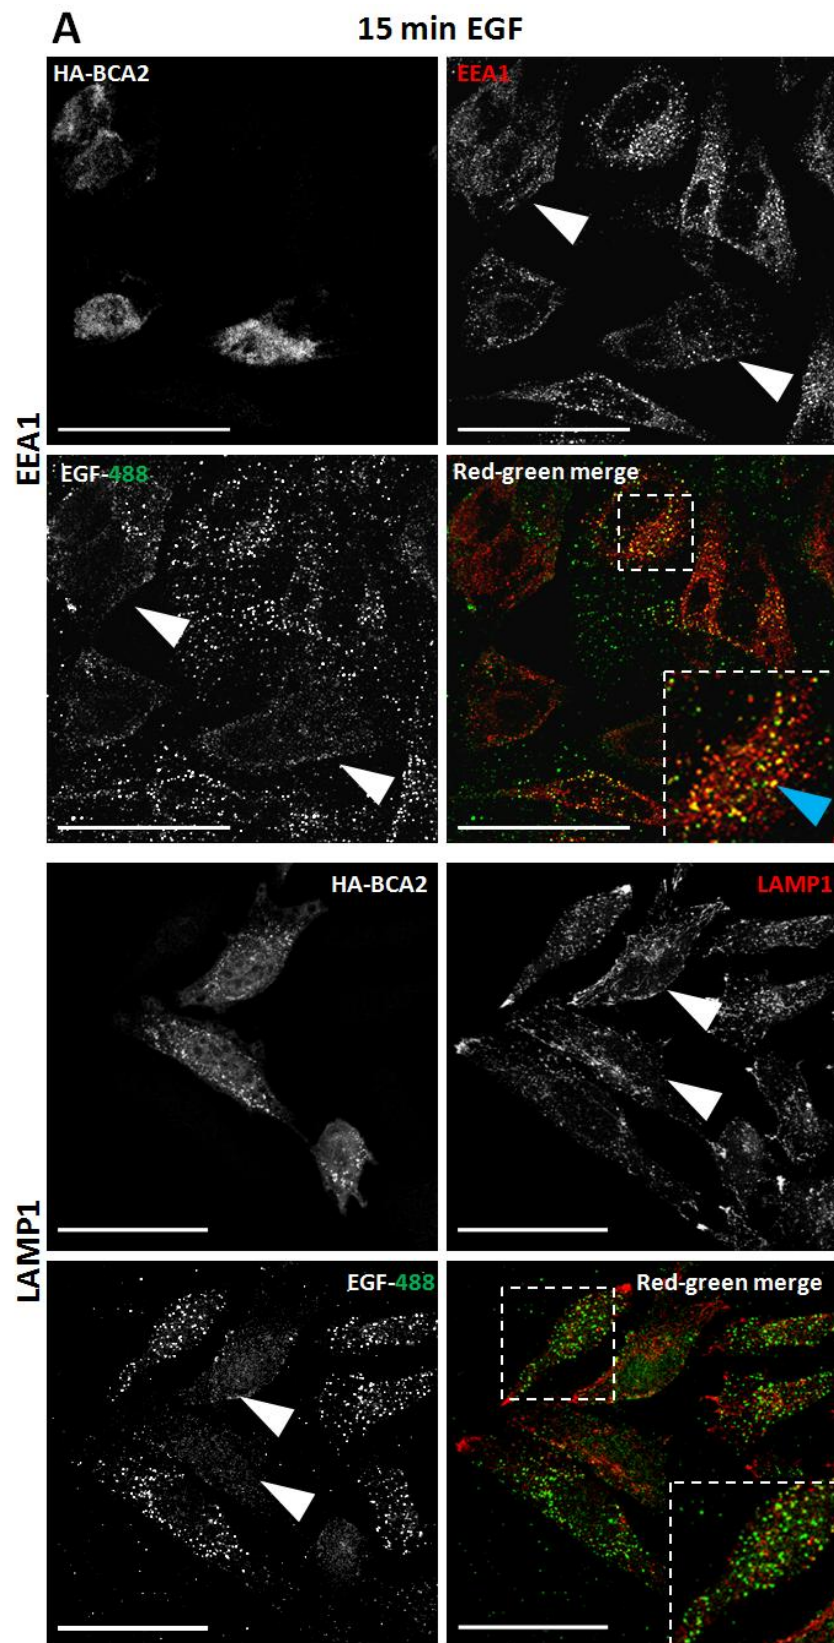 A
15 min EGF
HA-BCA2
EEA1
EEA1
EGF-488
Red-green merge
HA-BCA2
LAMP1
LAMP1
EGF-488
Red-green merge